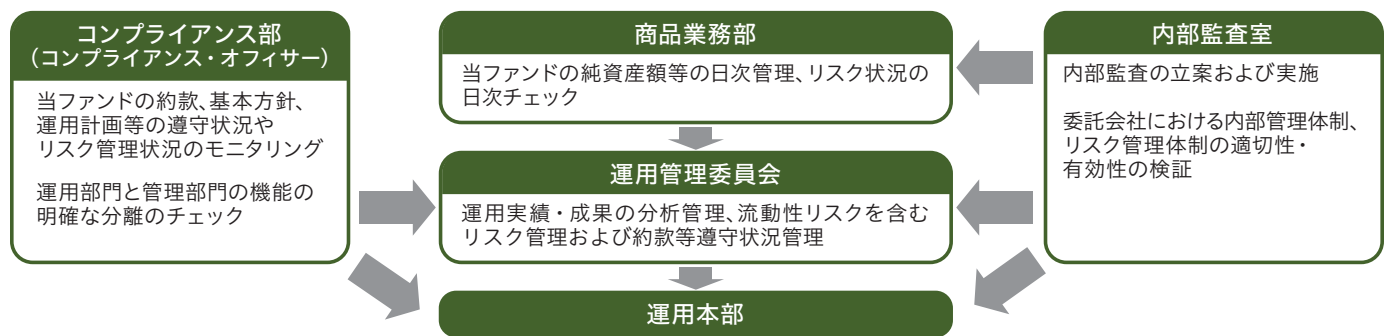 コンプライアンス部
（コンプライアンス・オフィサー）
当ファンドの約款、基本方針、
運用計画等の遵守状況や
リスク管理状況のモニタリング
運用部門と管理部門の機能の
明確な分離のチェック
商品業務部
当ファンドの純資産額等の日次管理、リスク状況の
日次チェック
運用管理委員会
運用実績・成果の分析管理、流動性リスクを含む
リスク管理および約款等遵守状況管理
運用本部
内部監査室
内部監査の立案および実施
委託会社における内部管理体制、
リスク管理体制の適切性・
有効性の検証